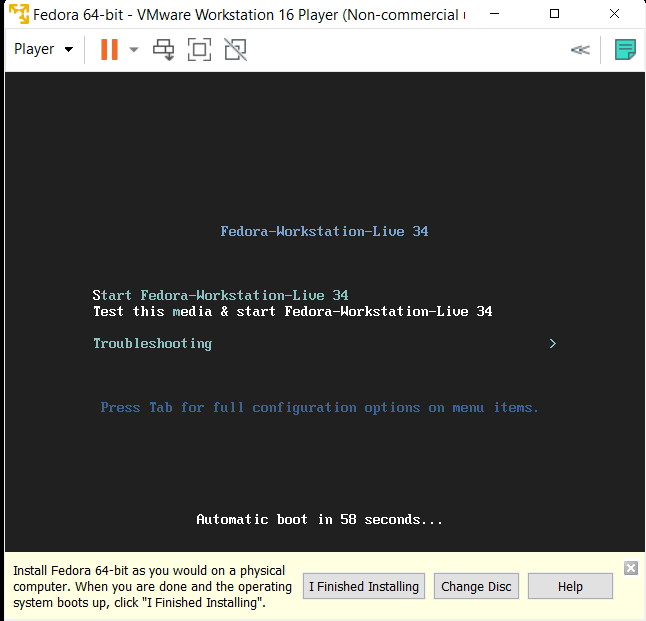 Fedora 64-bit - VMware Workstation 16 Player (Non-commercial
Player
Fedora-Workstation-Live 34
Start Fedora-Workstation-Live 34
Test this media & start Fedora-Workstation-Live 34
Troubleshooting >
Press Tab for full configuration options on menu items.
Automatic boot in 58 seconds...
Install Fedora 64-bit as you would on a physical
computer. When you are done and the operating
system boots up, click "I Finished Installing".
I Finished Installing Change Disc Help